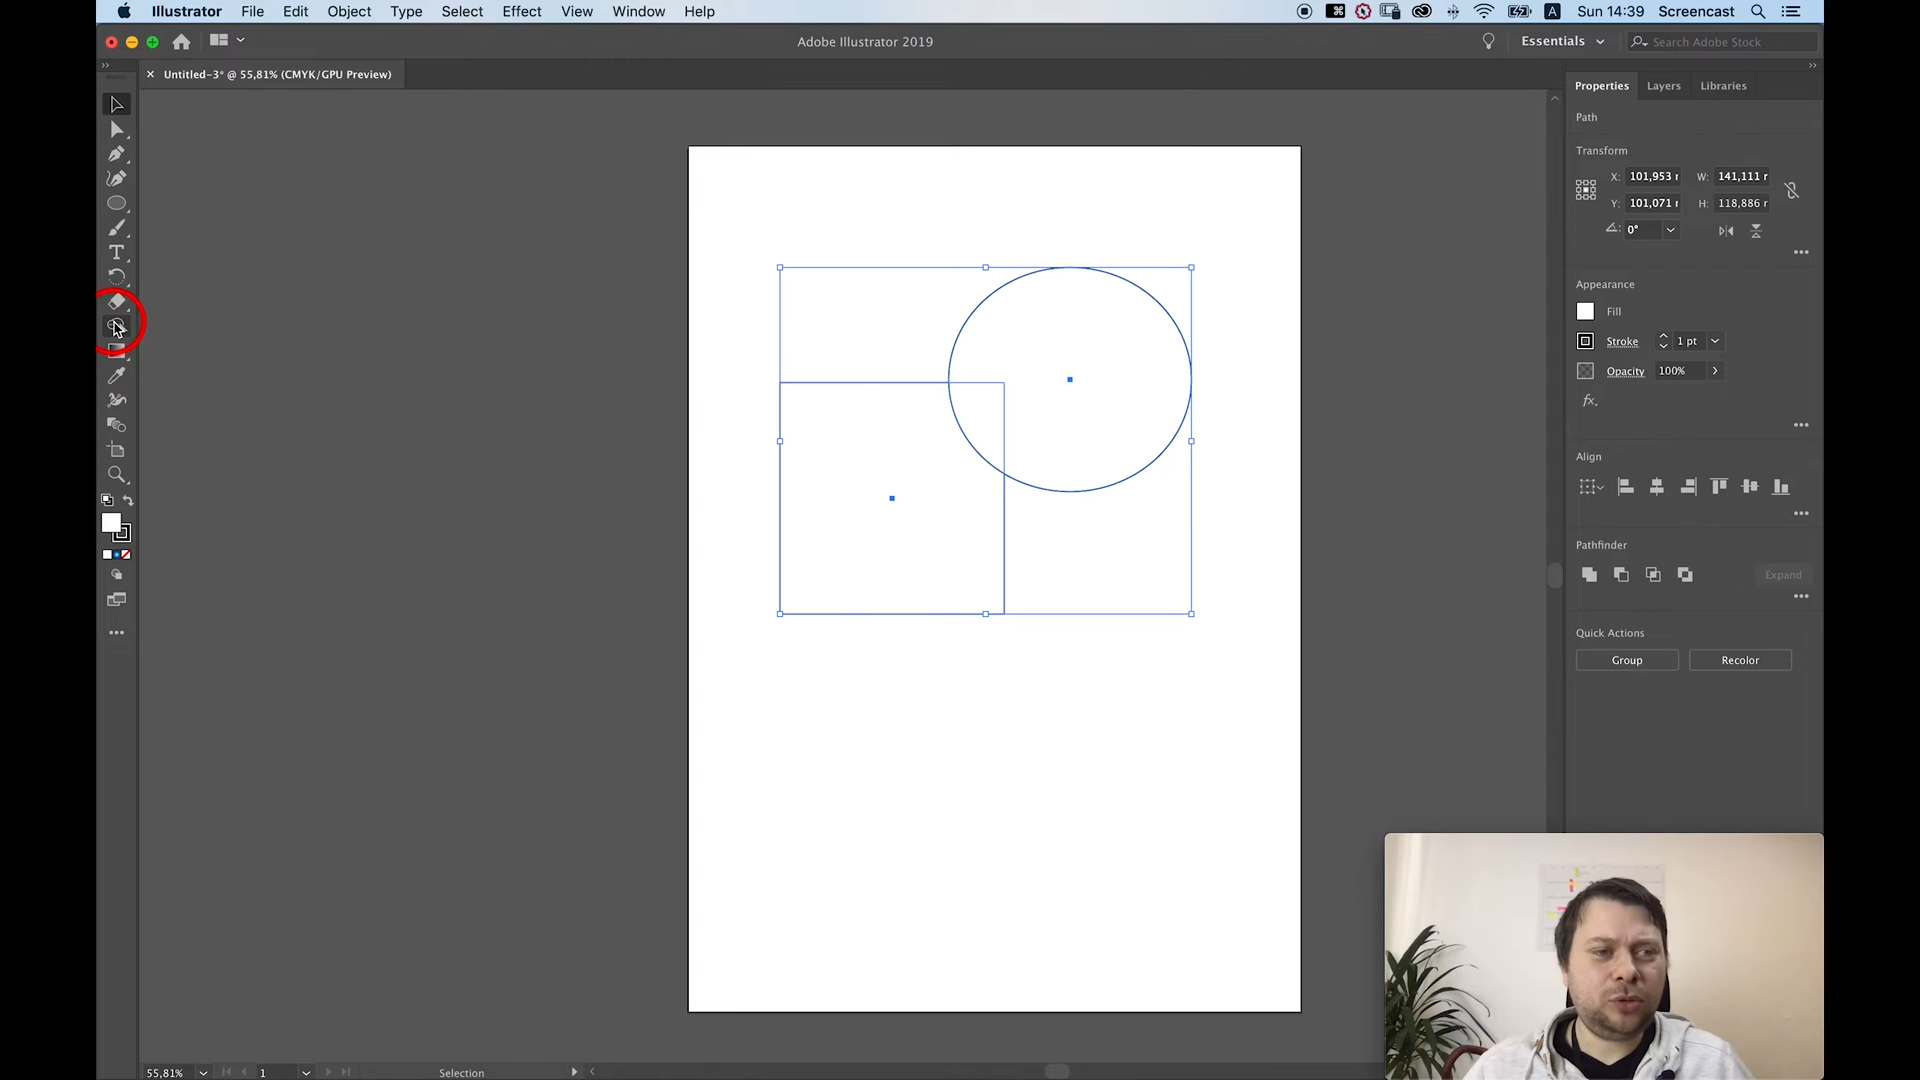 Illustrator File Edit Object Type Select Effect View Window Help
A Sun 14:39 Screencast
Adobe Illustrator 2019
Essentials
Search Adobe Stock
Untitled-3* @ 55,81% (CMYK/GPU Preview)
Properties Layers Libraries
Path
Transform
X: 101,953 r W: 141,111 r
Y: 101,071 r H: 118,886 r
0°
Appearance
Fill
Stroke 1 pt
Opacity 100%
fx.
Align
Pathfinder
Expand
Quick Actions
Group Recolor
55,81% 1 Selection